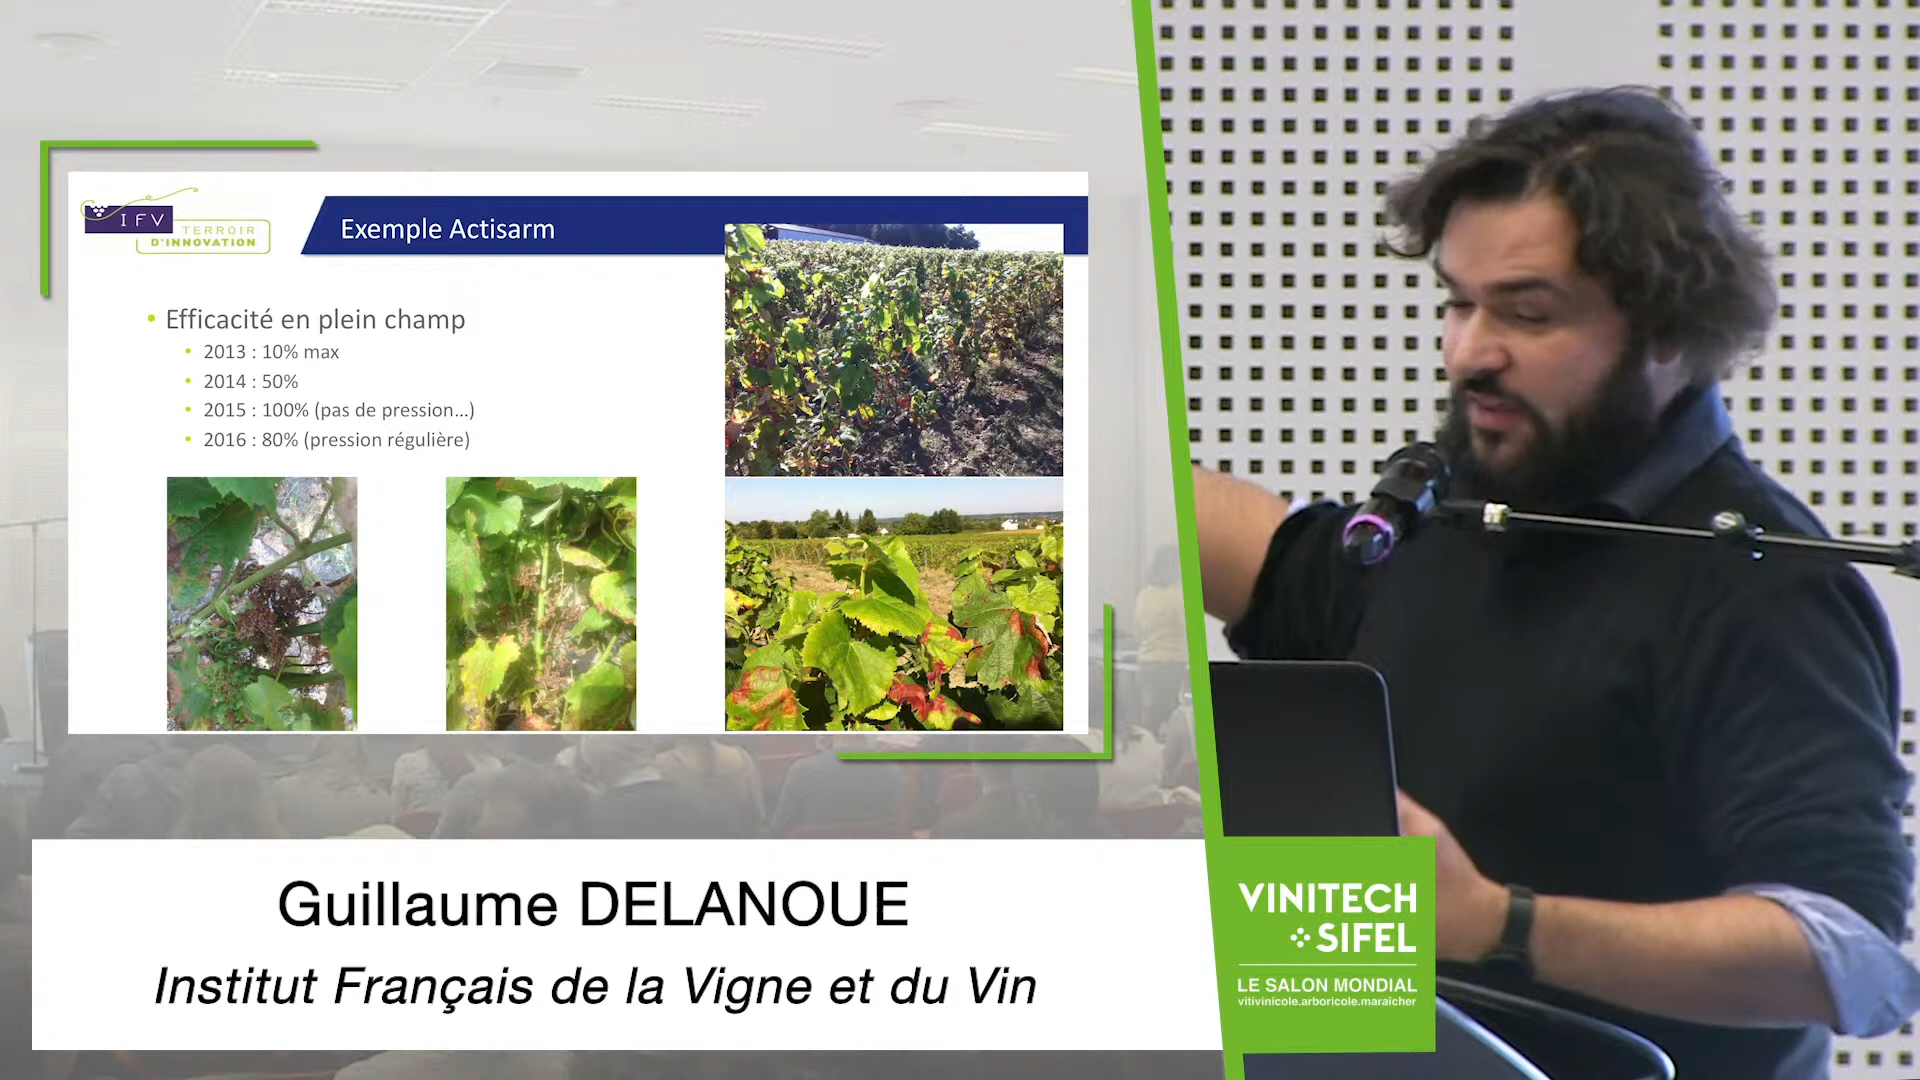 IFV
TERROIR
D'INNOVATION
Exemple Actisarm
• Efficacité en plein champ
• 2013 : 10% max
• 2014 : 50%
• 2015 : 100% (pas de pression...)
• 2016 : 80% (pression régulière)
Guillaume DELANOUE
Institut Français de la Vigne et du Vin
VINITECH
SIFEL
LE SALON MONDIAL
vitivinicole.arboricole.maraîcher